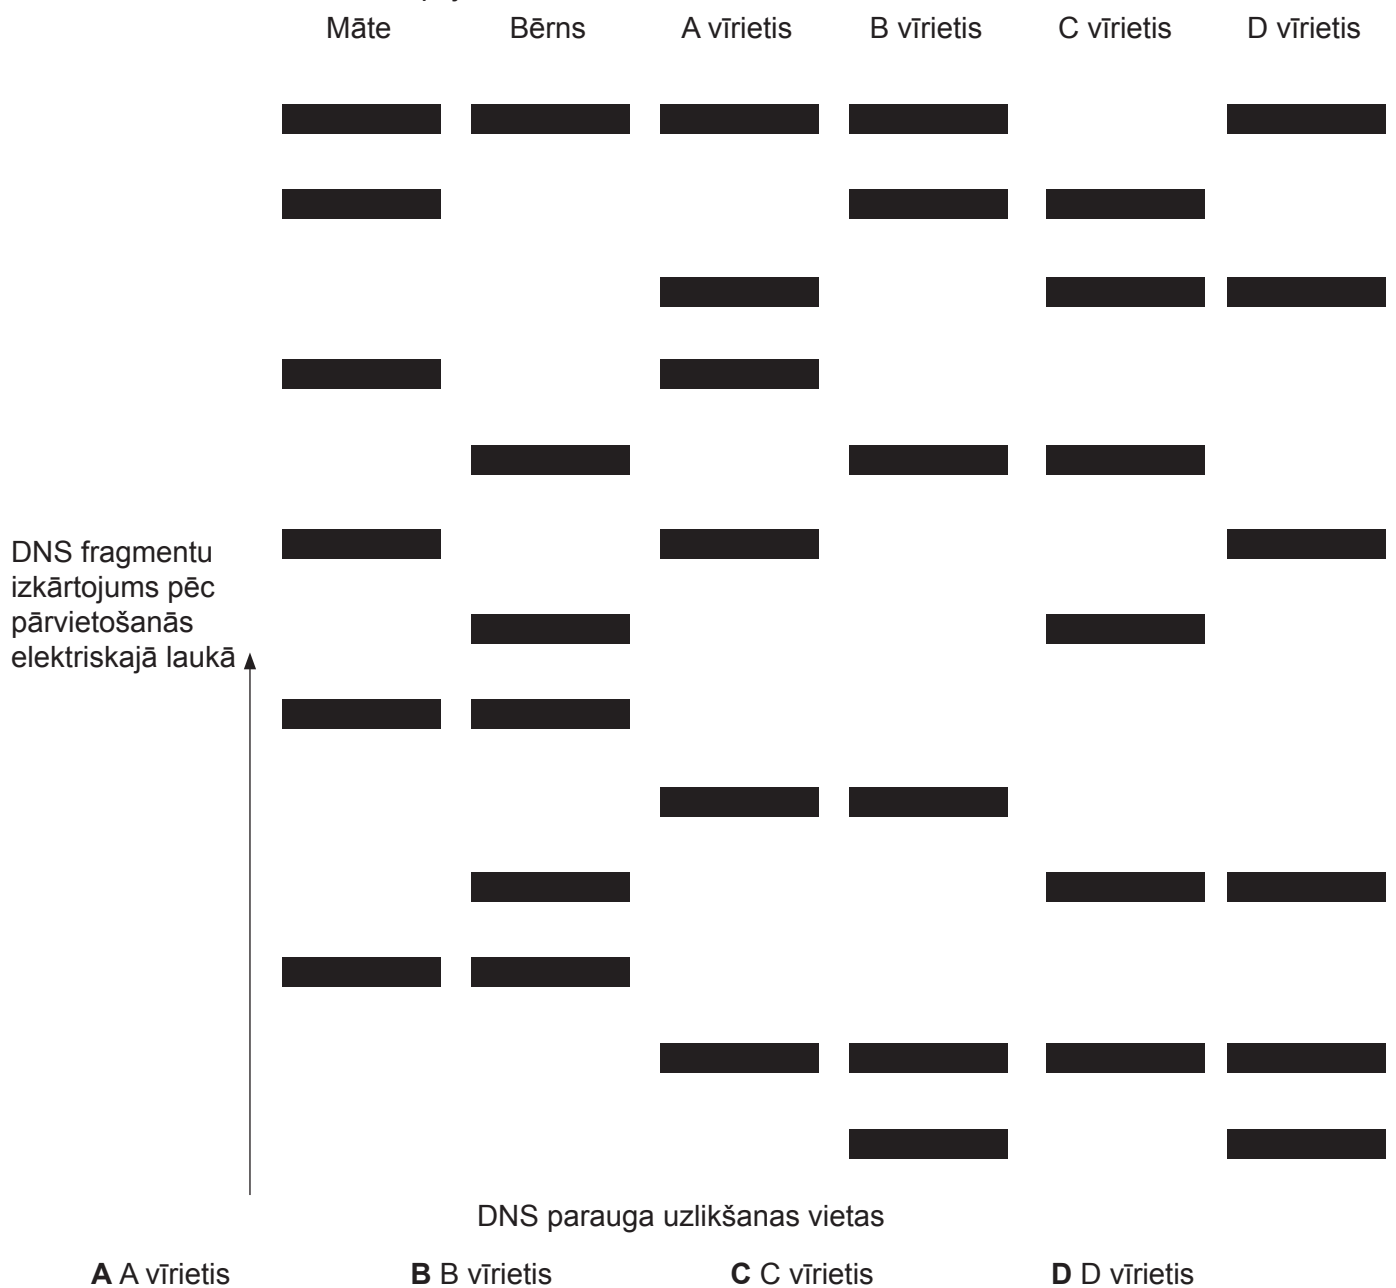 Māte Bērns A vīrietis B vīrietis C vīrietis D vīrietis
DNS fragmentu
izkārtojums pēc
pārvietošanās
elektriskajā laukā
DNS parauga uzlikšanas vietas
A A vīrietis B B vīrietis C C vīrietis D D vīrietis